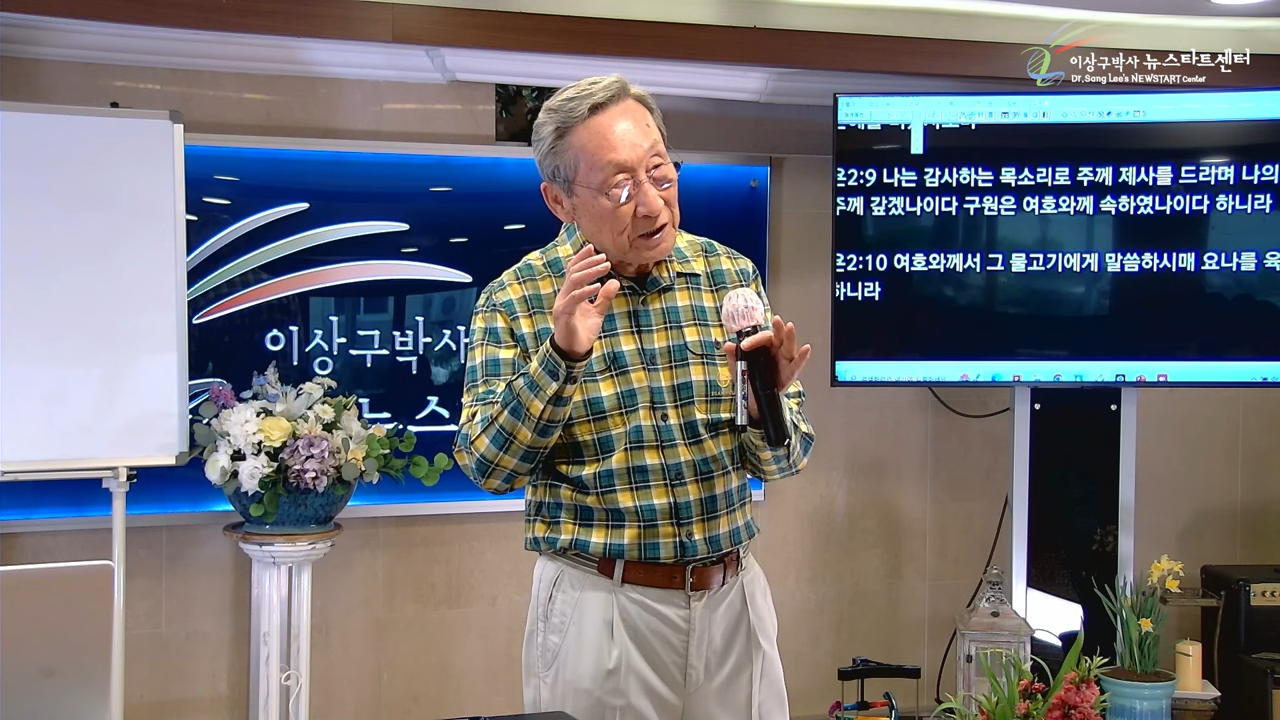 이상구박사 뉴스타트센터
Dr. Sang Lee's NEWSTART Center
2:9 나는 감사하는 목소리로 주께 제사를 드리며 나의
주께 갚겠나이다 구원은 여호와께 속하였나이다 하니라
2:10 여호와께서 그 물고기에게 말씀하시매 요나를 육
하니라
이상구박사
뉴스